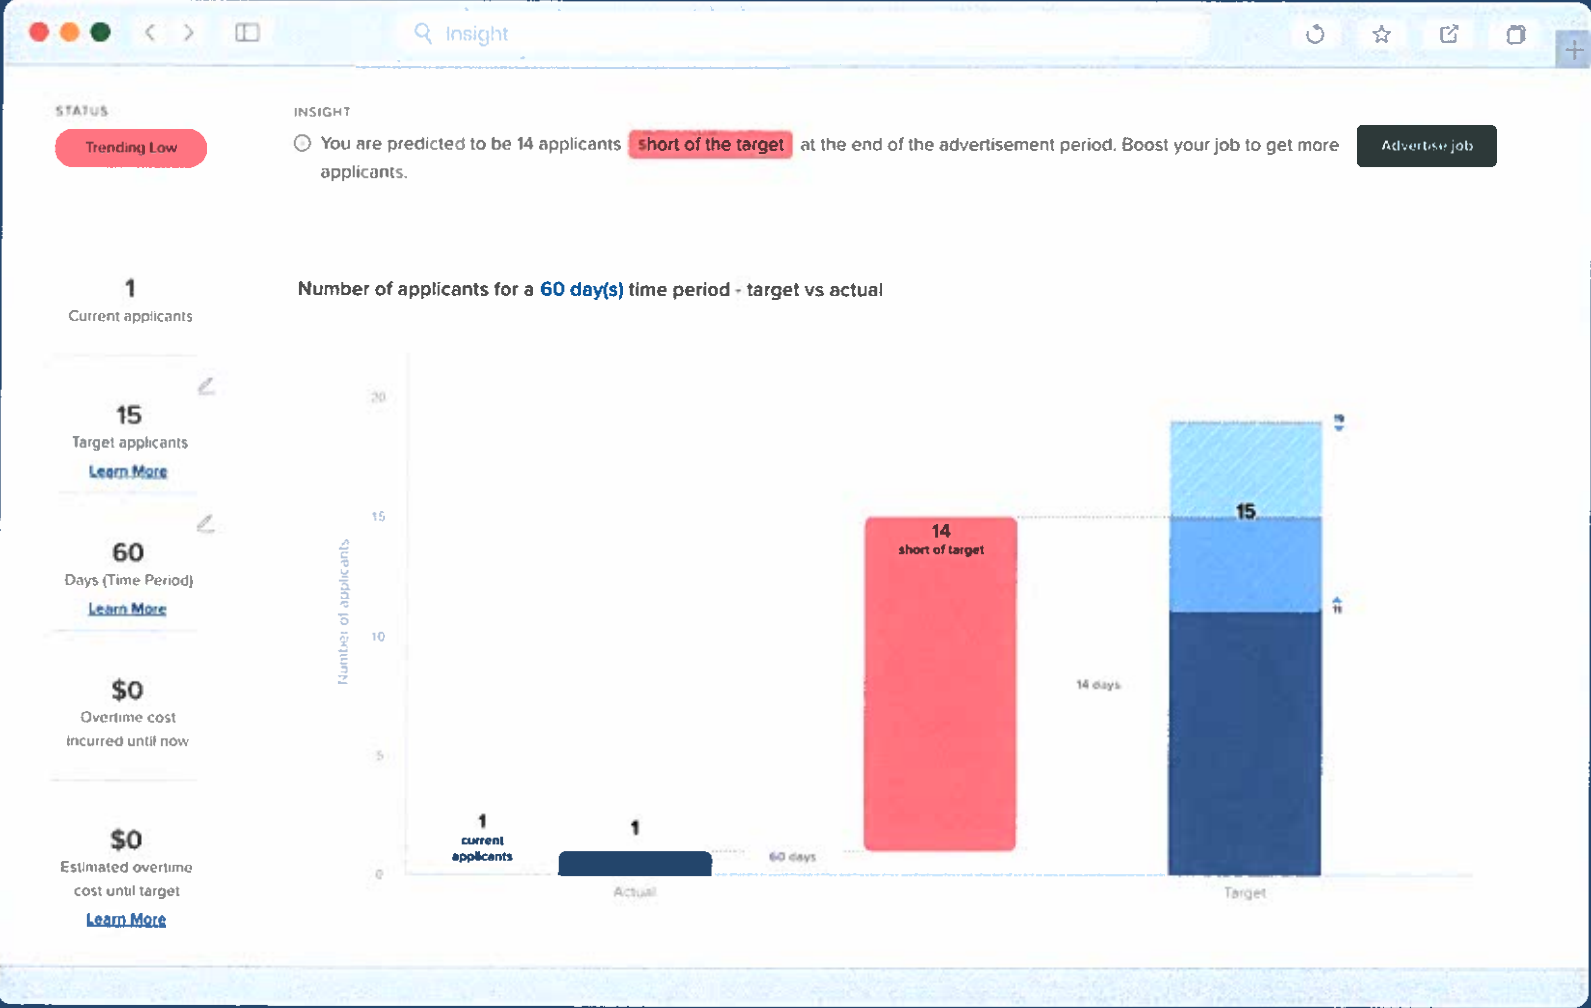 Insight
STATUS
Trending Low
INSIGHT
You are predicted to be 14 applicants short of the target at the end of the advertisement period. Boost your job to get more
applicants.
Advertise job
1
Current applicants
15
Target applicants
Learn More
60
Days (Time Period)
Learn More
$0
Overtime cost
incurred until now
$0
Estimated overtime
cost until target
Learn More
Number of applicants for a 60 day(s) time period - target vs actual
Number of applicants
20
15
10
5
0
1
current
applicants
1
Actual
60 days
14
short of target
14 days
19
15
11
Target